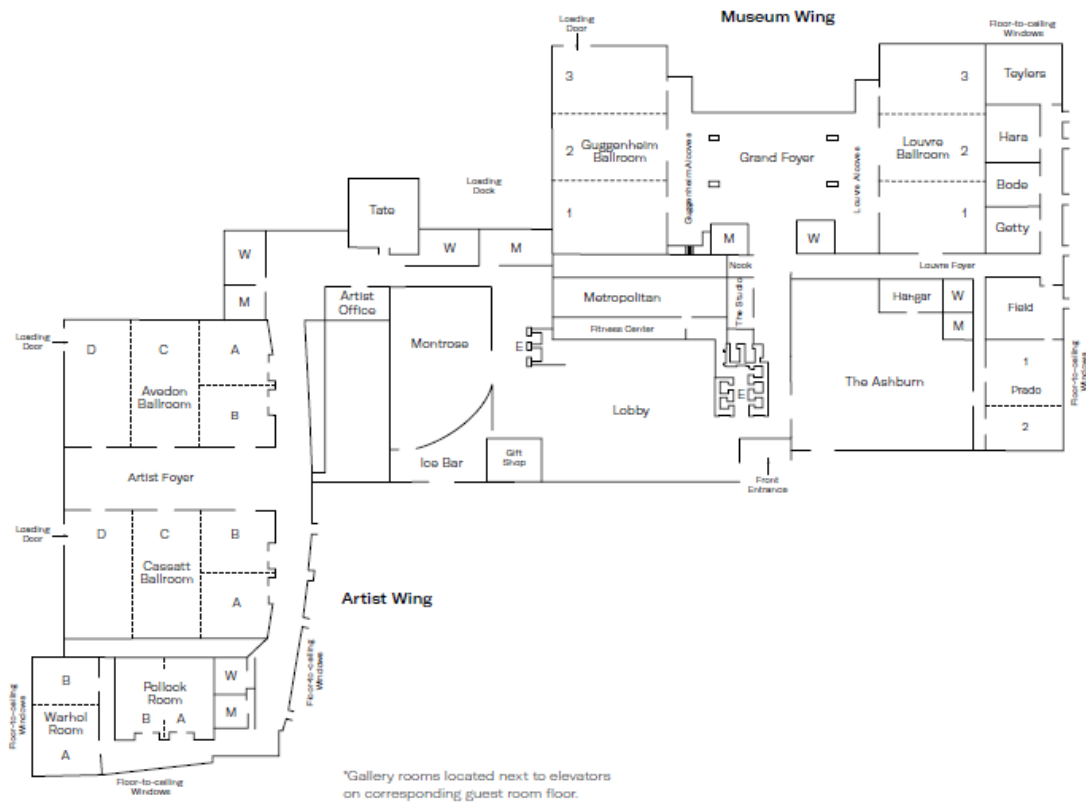 Museum Wing
Loading
Door
Floor-to-ceiling
Windows
3
3
Teylers
Guggenheim
Ballroom
2
Guggenheim Alcoves
Grand Foyer
Louvre Alcoves
Louvre
Ballroom
2
Hara
Loading
Dock
Bode
Tate
1
1
Getty
W
M
M
W
W
Nook
Louvre Foyer
M
Artist
Office
Metropolitan
The Studio
Hangar
W
M
Field
Fitness Center
Loading
Door
D
C
A
Montrose
E
1
Avedon
Ballroom
The Ashburn
Prado
Floor-to-ceiling
Windows
B
Lobby
E
2
Ice Bar
Gift
Shop
Artist Foyer
Front
Entrance
Loading
Door
D
C
B
Cassatt
Ballroom
A
Artist Wing
Floor-to-ceiling
Windows
B
Pollock
Room
W
Floor-to-ceiling
Windows
Warhol
Room
B
A
M
A
Floor-to-ceiling
Windows
*Gallery rooms located next to elevators
on corresponding guest room floor.